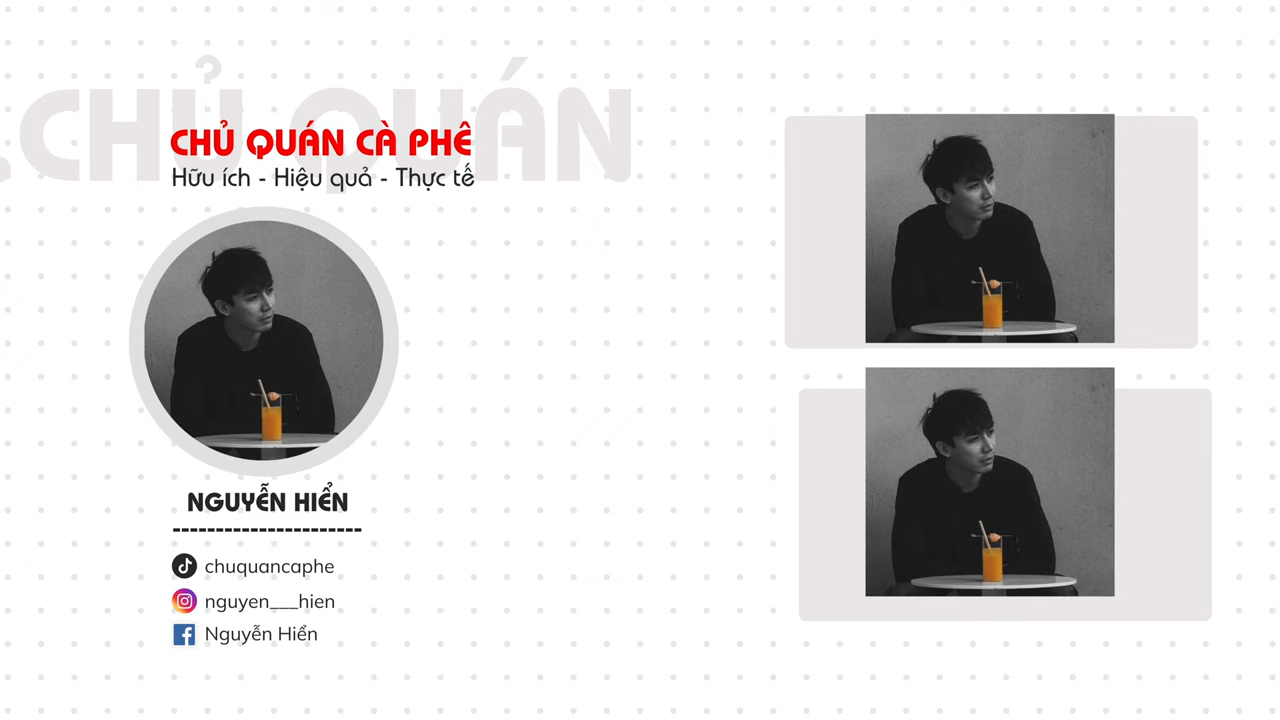 .CHỦ QUÁN
CHỦ QUÁN CÀ PHÊ
Hữu ích - Hiệu quả - Thực tế
NGUYỄN HIỂN
----------------------
chuquancaphe
nguyen___hien
Nguyễn Hiển